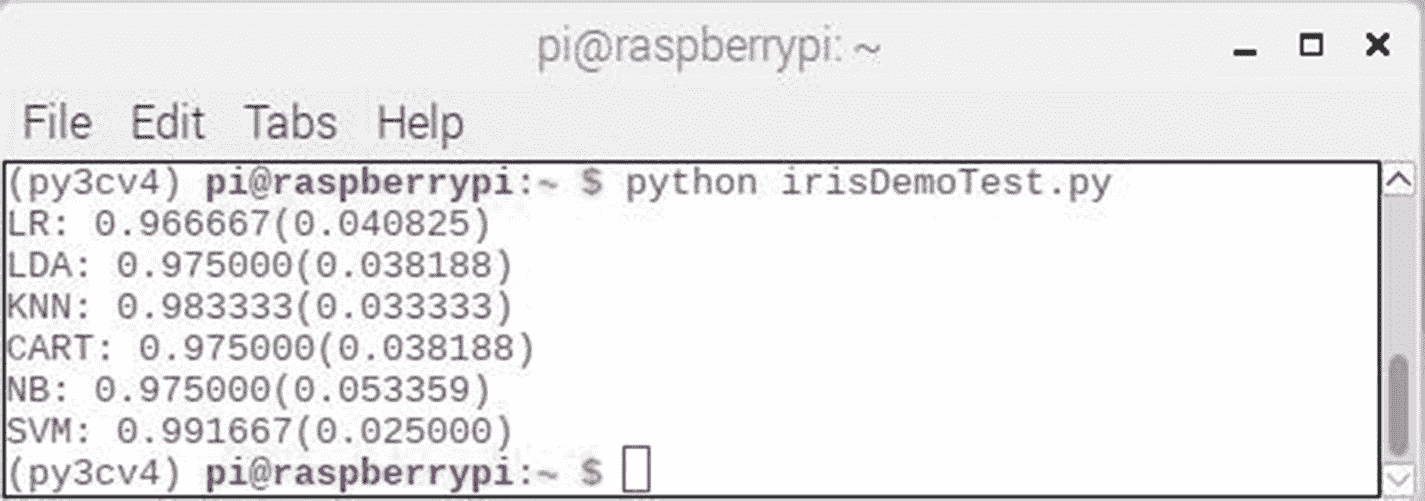 pi@raspberrypi: ~
File Edit Tabs Help
(py3cv4) pi@raspberrypi:~ $ python irisDemoTest.py
LR: 0.966667(0.040825)
LDA: 0.975000(0.038188)
KNN: 0.983333(0.033333)
CART: 0.975000(0.038188)
NB: 0.975000(0.053359)
SVM: 0.991667(0.025000)
(py3cv4) pi@raspberrypi:~ $